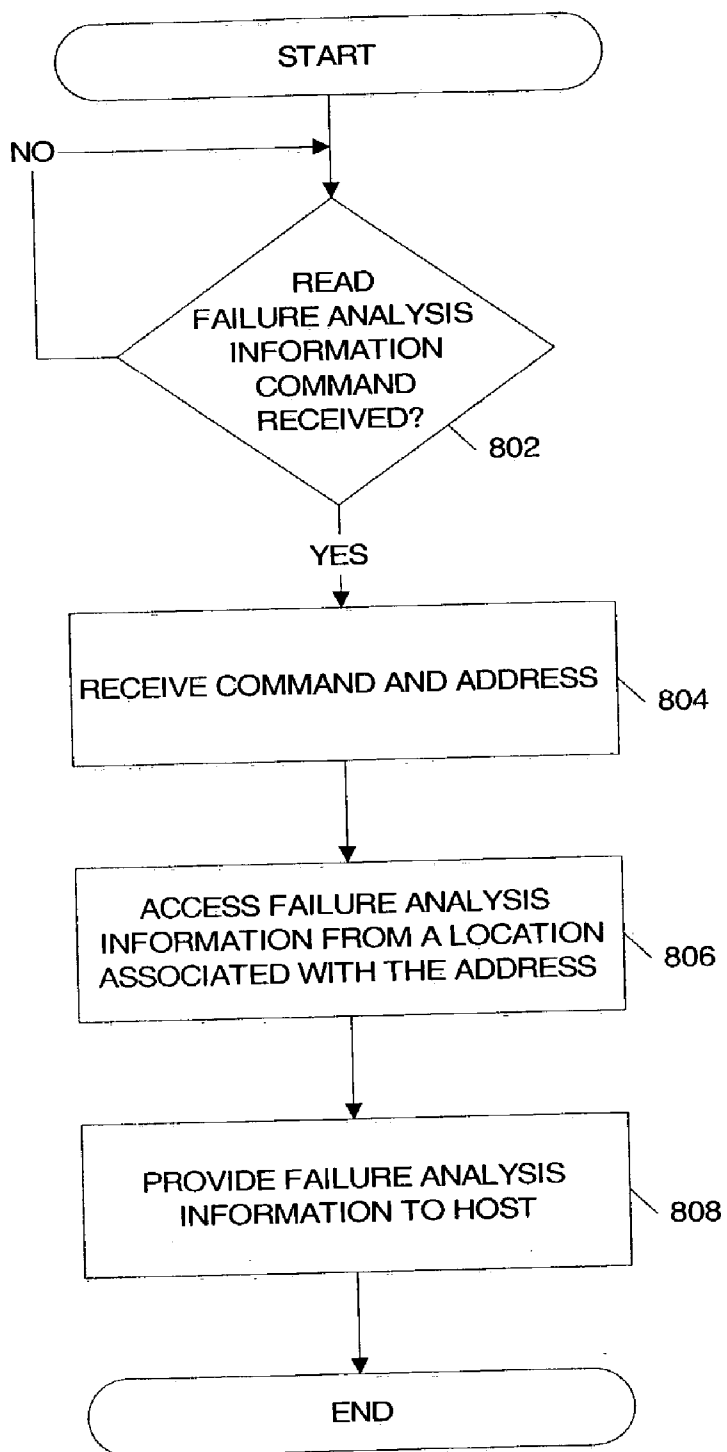 START
NO
READ
FAILURE ANALYSIS
INFORMATION
COMMAND
RECEIVED?
802
YES
RECEIVE COMMAND AND ADDRESS
804
ACCESS FAILURE ANALYSIS
INFORMATION FROM A LOCATION
ASSOCIATED WITH THE ADDRESS
806
PROVIDE FAILURE ANALYSIS
INFORMATION TO HOST
808
END